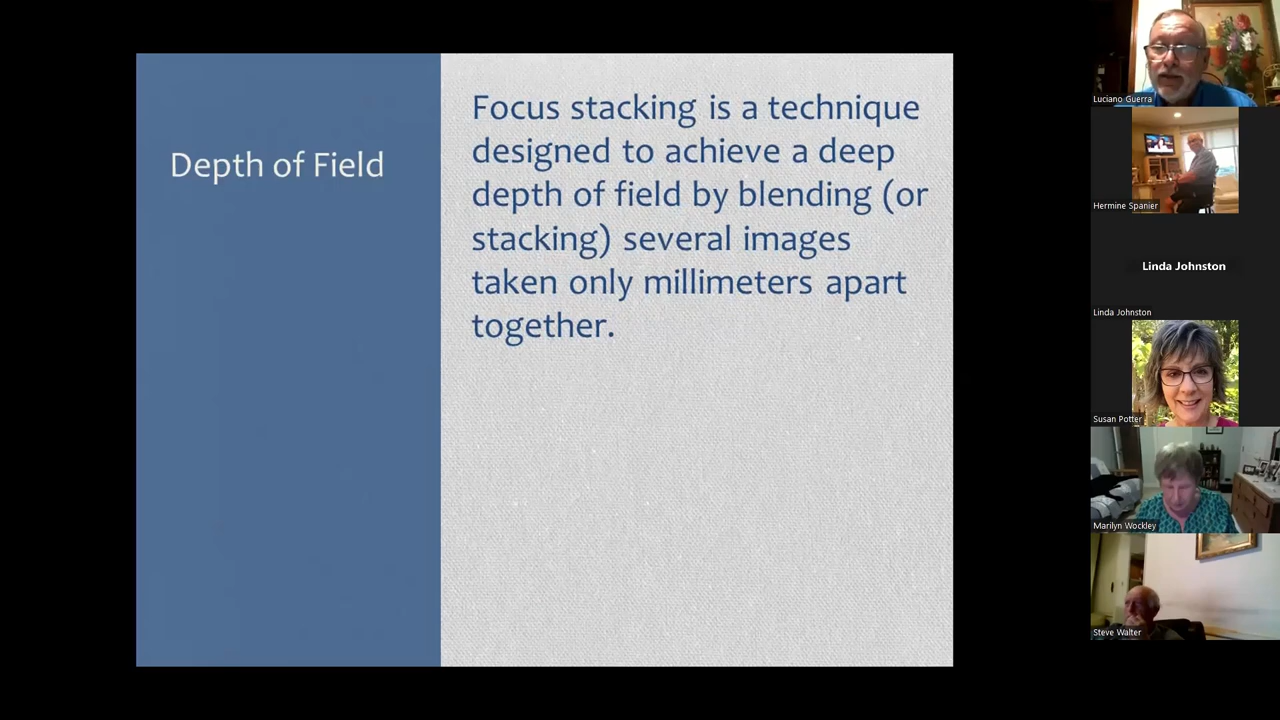 Depth of Field
Focus stacking is a technique
designed to achieve a deep
depth of field by blending (or
stacking) several images
taken only millimeters apart
together.
Luciano Guerra
Hermine Spanier
Linda Johnston
Linda Johnston
Susan Potter
Marilyn Wockley
Steve Walter